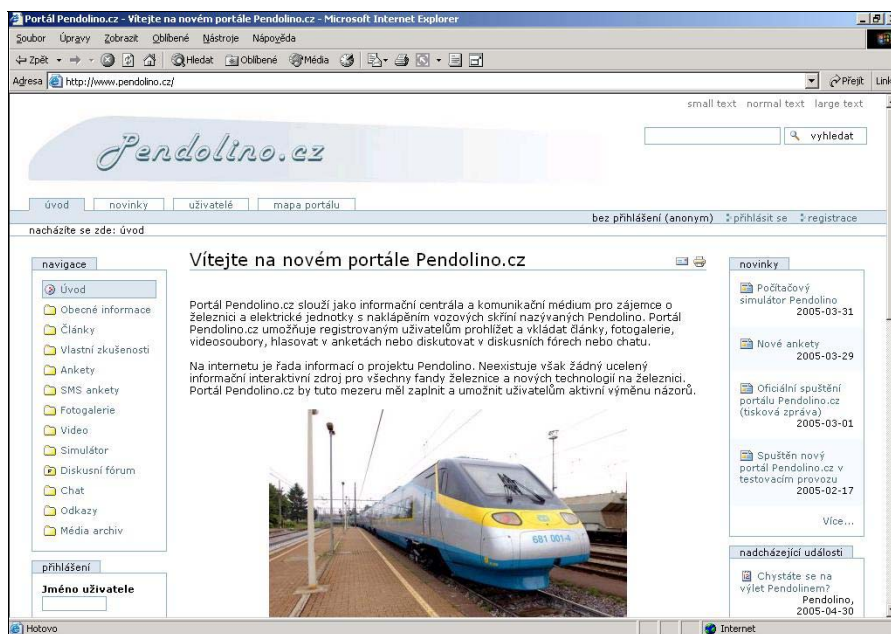 Portál Pendolino.cz - Vítejte na novém portále Pendolino.cz - Microsoft Internet Explorer
Soubor Úpravy Zobrazit Oblíbené Nástroje Nápověda
Zpět Hledat Oblíbené Média
Adresa http://www.pendolino.cz/ Přejít Link
small text normal text large text
vyhledat
Pendolino.cz
úvod novinky uživatelé mapa portálu
bez přihlášení (anonym) přihlásit se registrace
nacházíte se zde: úvod
navigace
Úvod
Obecné informace
Články
Vlastní zkušenosti
Ankety
SMS ankety
Fotogalerie
Video
Simulátor
Diskusní fórum
Chat
Odkazy
Média archiv
přihlášení
Jméno uživatele
Vítejte na novém portále Pendolino.cz
Portál Pendolino.cz slouží jako informační centrála a komunikační médium pro zájemce o
železnici a elektrické jednotky s naklápěním vozových skříní nazývaných Pendolino. Portál
Pendolino.cz umožňuje registrovaným uživatelům prohlížet a vkládat články, fotogalerie,
videosoubory, hlasovat v anketách nebo diskutovat v diskusních fórech nebo chatu.
Na internetu je řada informací o projektu Pendolino. Neexistuje však žádný ucelený
informační interaktivní zdroj pro všechny fandy železnice a nových technologií na železnici.
Portál Pendolino.cz by tuto mezeru měl zaplnit a umožnit uživatelům aktivní výměnu názorů.
681 001-4
novinky
Počítačový
simulátor Pendolino
2005-03-31
Nové ankety
2005-03-29
Oficiální spuštění
portálu Pendolino.cz
(tisková zpráva)
2005-03-01
Spuštěn nový
portál Pendolino.cz v
testovacím provozu
2005-02-17
Více...
nadcházející události
Chystáte se na
výlet Pendolinem?
Pendolino,
2005-04-30
Hotovo Internet